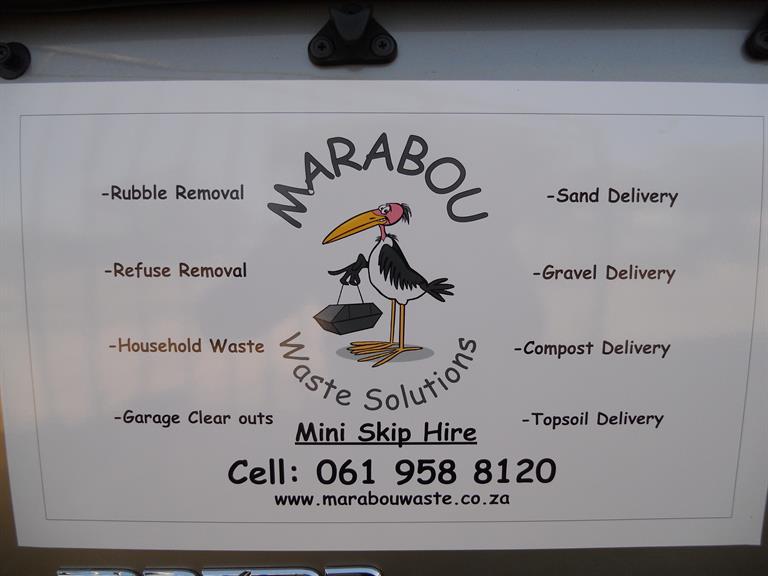 MARABOU
Waste Solutions
-Rubble Removal
-Refuse Removal
-Household Waste
-Garage Clear outs
-Sand Delivery
-Gravel Delivery
-Compost Delivery
-Topsoil Delivery
Mini Skip Hire
Cell: 061 958 8120
www.marabouwaste.co.za